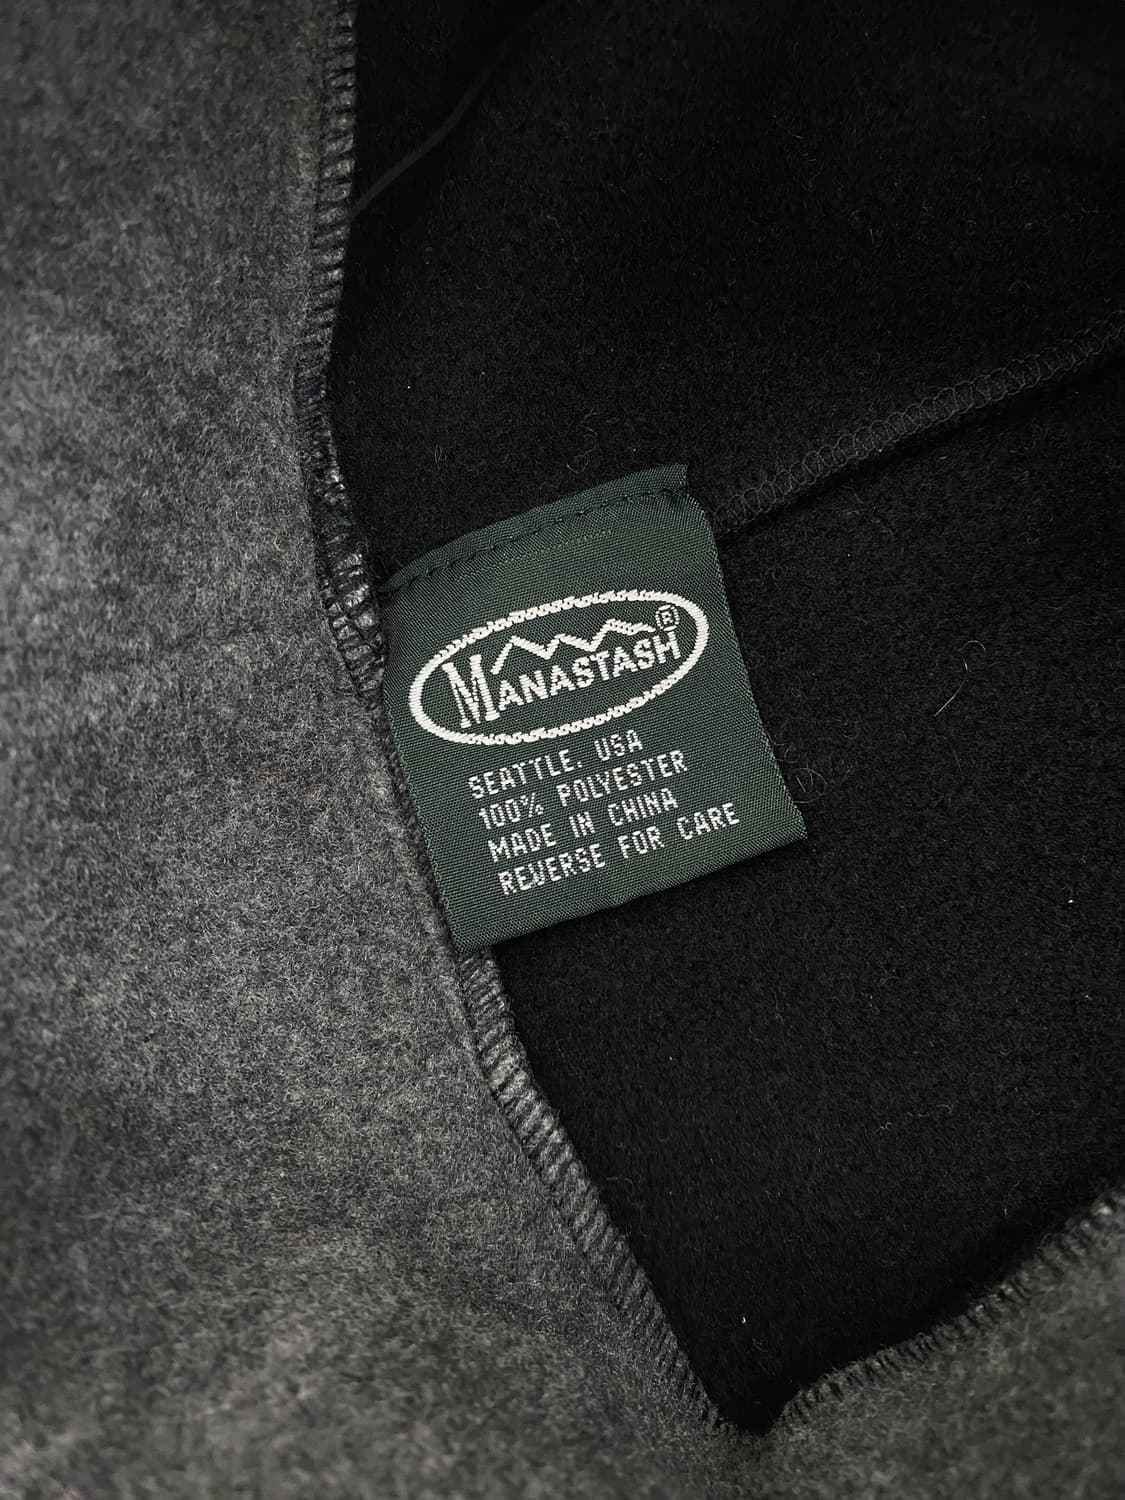 MANASTASH®
SEATTLE. USA
100% POLYESTER
MADE IN CHINA
REVERSE FOR CARE